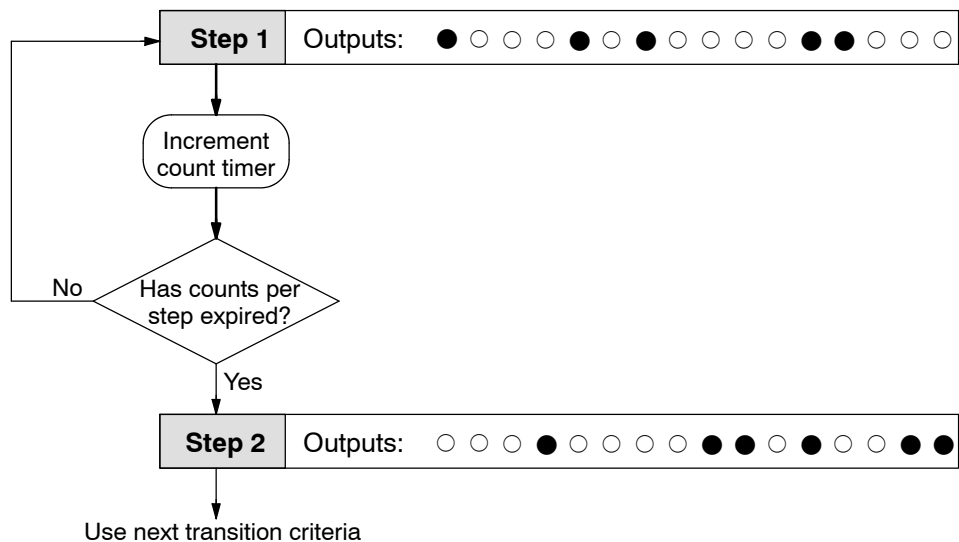 Step 1 Outputs:
Increment
count timer
No
Has counts per
step expired?
Yes
Step 2 Outputs:
Use next transition criteria